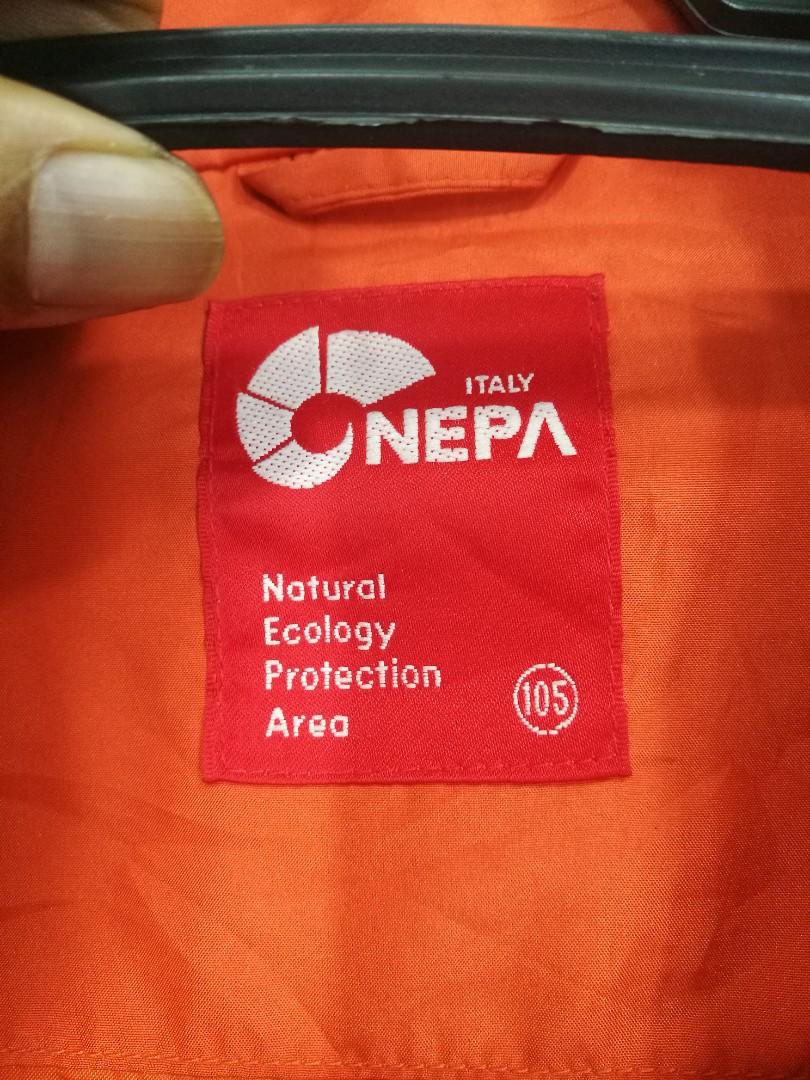 ITALY
NEPA
Natural
Ecology
Protection
Area
105